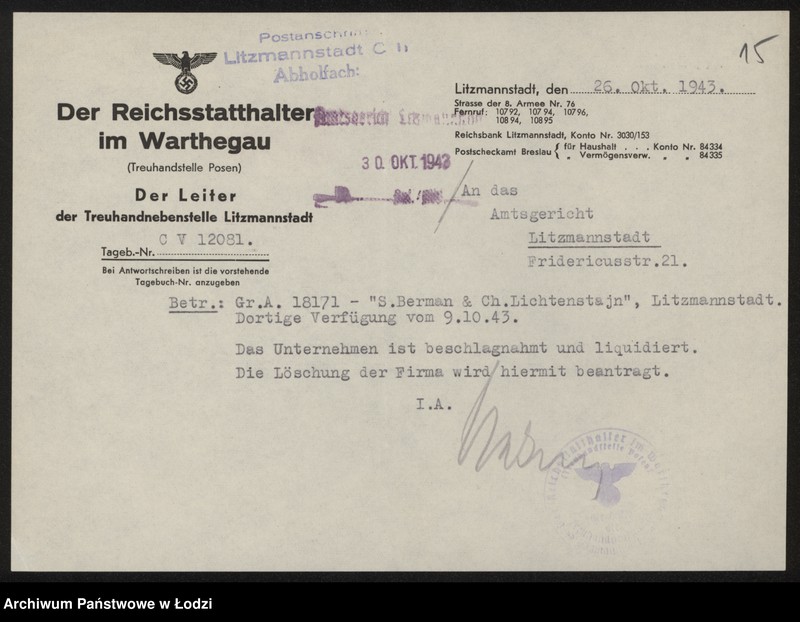 15
Postanschrift
Litzmannstadt C
Abholfach:
Litzmannstadt, den 26. Okt. 1943.
Strasse der 8. Armee Nr. 76
Fernruf: 10792, 10794, 10796,
10894, 10895
Reichsbank Litzmannstadt, Konto Nr. 3030/153
Postscheckamt Breslau { für Haushalt . . . Konto Nr. 84334
„ Vermögensverw. „ „ 84335
Der Reichsstatthalter
im Warthegau
(Treuhandstelle Posen)
Der Leiter
der Treuhandnebenstelle Litzmannstadt
C V 12081.
Tageb.-Nr.
Bei Antwortschreiben ist die vorstehende
Tagebuch-Nr. anzugeben
Amtsgericht
30. OKT. 1943
An das
Amtsgericht
Litzmannstadt
Fridericusstr.21.
Betr.: Gr.A. 18171 - "S.Berman & Ch.Lichtenstajn", Litzmannstadt.
Dortige Verfügung vom 9.10.43.
Das Unternehmen ist beschlagnahmt und liquidiert.
Die Löschung der Firma wird hiermit beantragt.
I.A.
Archiwum Państwowe w Łodzi